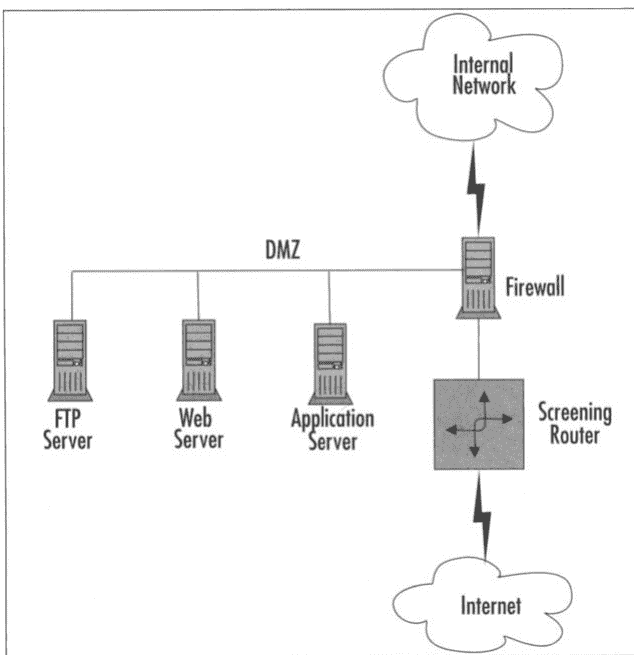 Internal
Network
DMZ
Firewall
FTP
Server
Web
Server
Application
Server
Screening
Router
Internet